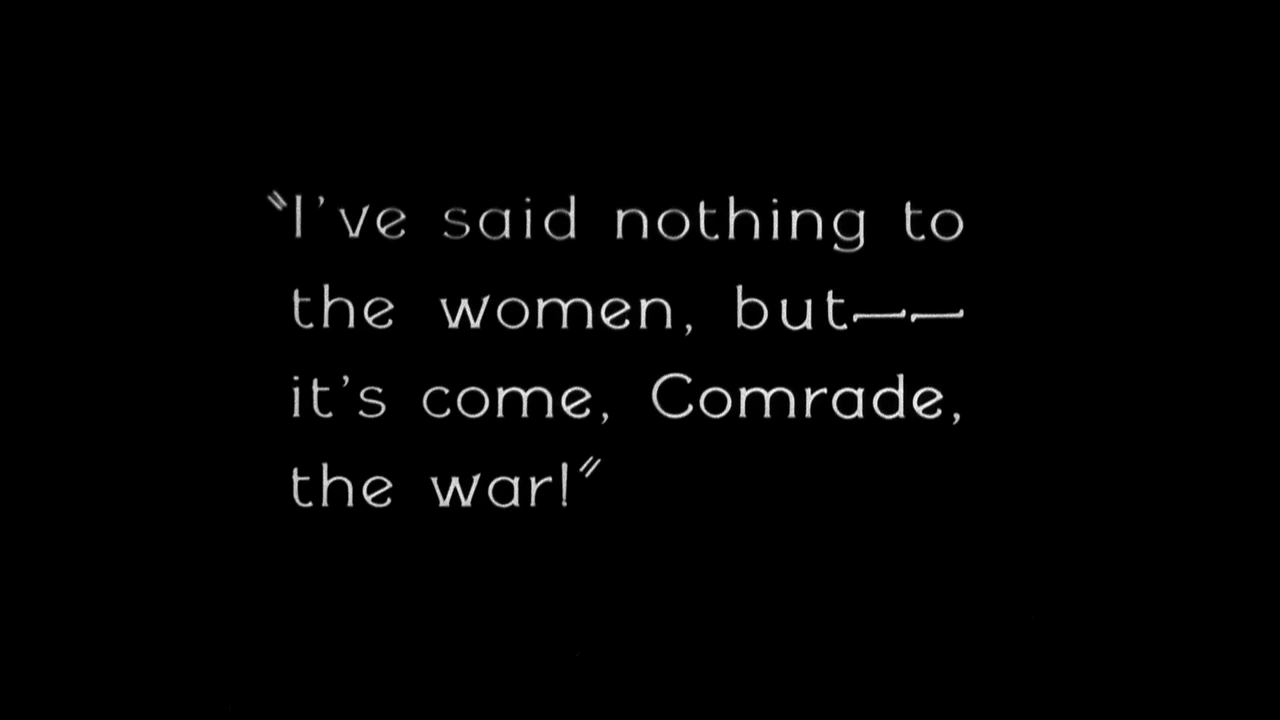 "I've said nothing to
the women, but——
it's come, Comrade,
the war!"